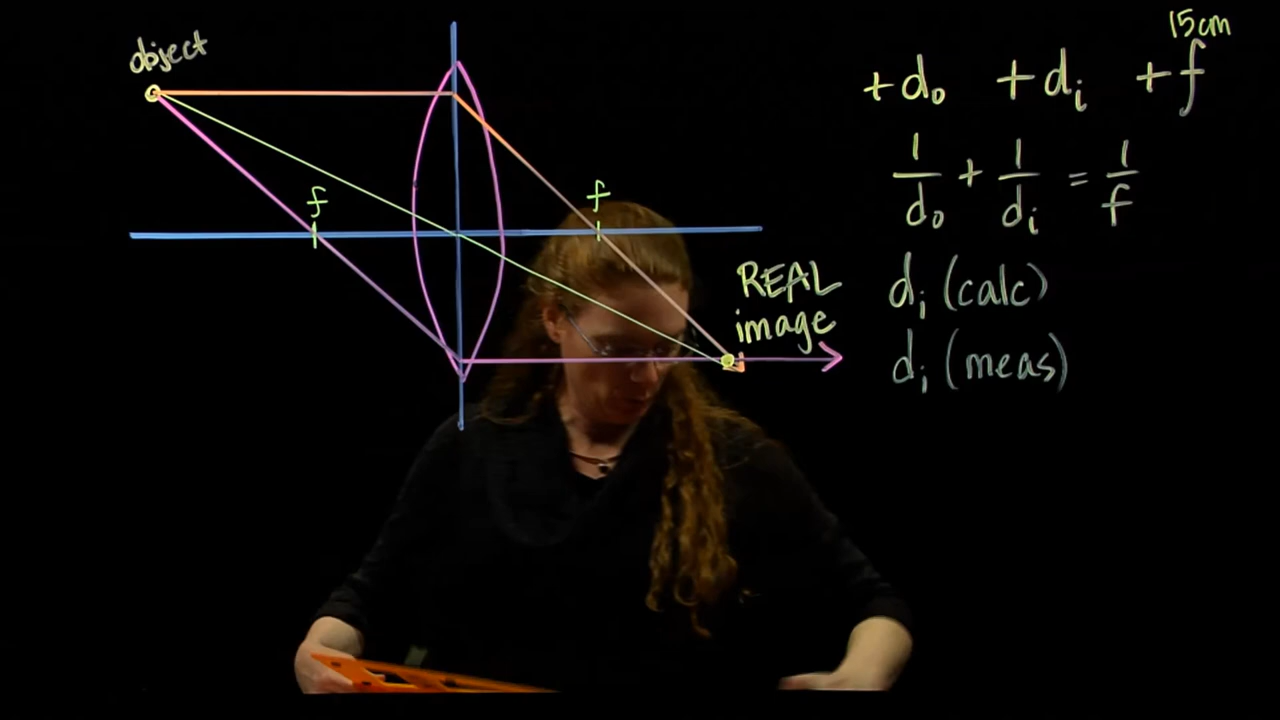 object
f
f
REAL
image
15cm
+d₀ +dᵢ +f
1/d₀ + 1/dᵢ = 1/f
dᵢ (calc)
dᵢ (meas)